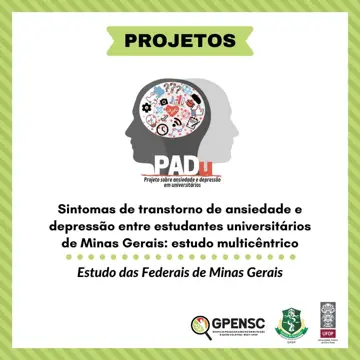 PROJETOS
PADu
Projeto sobre ansiedade e depressão
em universitários
Sintomas de transtorno de ansiedade e
depressão entre estudantes universitários
de Minas Gerais: estudo multicêntrico
Estudo das Federais de Minas Gerais
GPENSC
UFOP